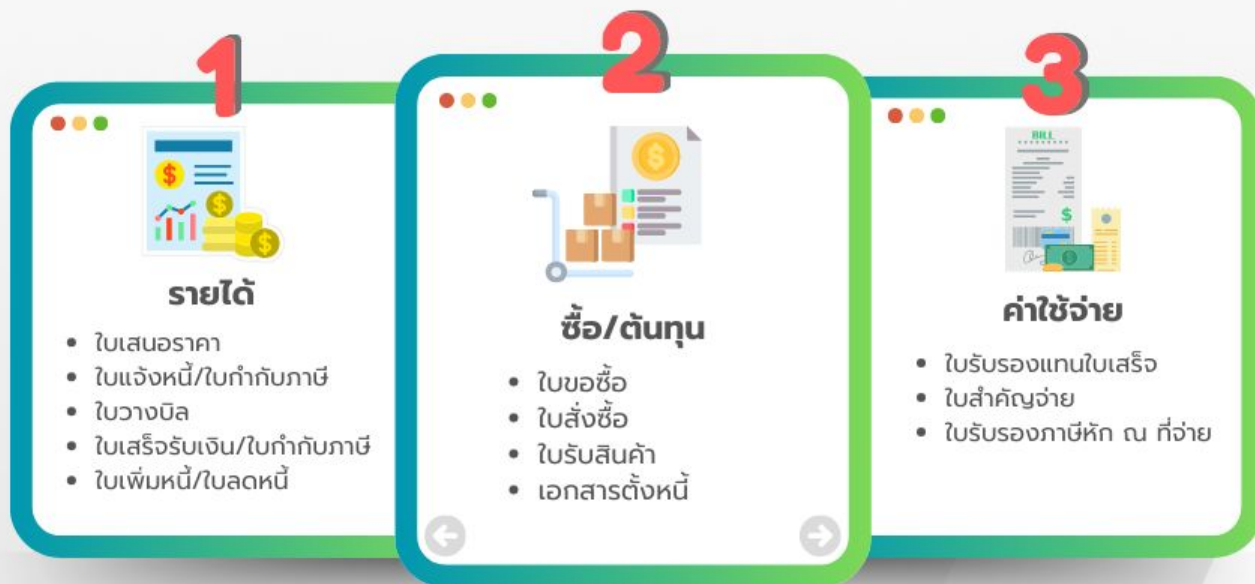 1
รายได้
ใบเสนอราคา
ใบแจ้งหนี้/ใบกำกับภาษี
ใบวางบิล
ใบเสร็จรับเงิน/ใบกำกับภาษี
ใบเพิ่มหนี้/ใบลดหนี้
2
ซื้อ/ต้นทุน
ใบขอซื้อ
ใบสั่งซื้อ
ใบรับสินค้า
เอกสารตั้งหนี้
3
BILL
ค่าใช้จ่าย
ใบรับรองแทนใบเสร็จ
ใบสำคัญจ่าย
ใบรับรองภาษีหัก ณ ที่จ่าย